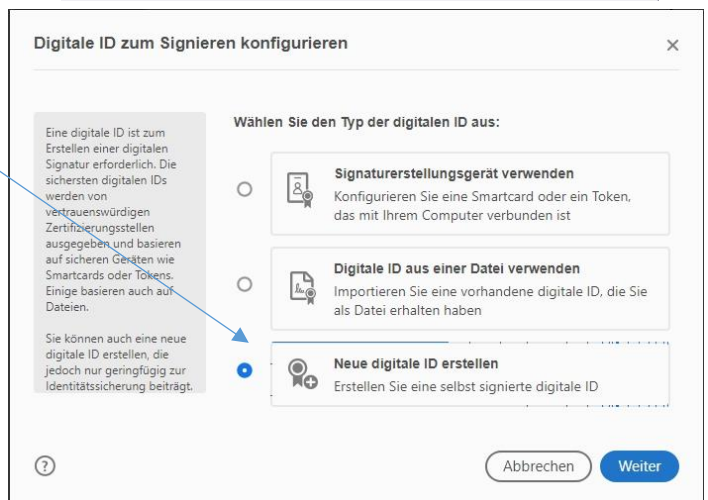 Digitale ID zum Signieren konfigurieren
Eine digitale ID ist zum
Erstellen einer digitalen
Signatur erforderlich. Die
sichersten digitalen IDs
werden von
vertrauenswürdigen
Zertifizierungsstellen
ausgegeben und basieren
auf sicheren Geräten wie
Smartcards oder Tokens.
Einige basieren auch auf
Dateien.
Sie können auch eine neue
digitale ID erstellen, die
jedoch nur geringfügig zur
Identitätssicherung beiträgt.
Wählen Sie den Typ der digitalen ID aus:
Signaturerstellungsgerät verwenden
Konfigurieren Sie eine Smartcard oder ein Token,
das mit Ihrem Computer verbunden ist
Digitale ID aus einer Datei verwenden
Importieren Sie eine vorhandene digitale ID, die Sie
als Datei erhalten haben
Neue digitale ID erstellen
Erstellen Sie eine selbst signierte digitale ID
Abbrechen
Weiter